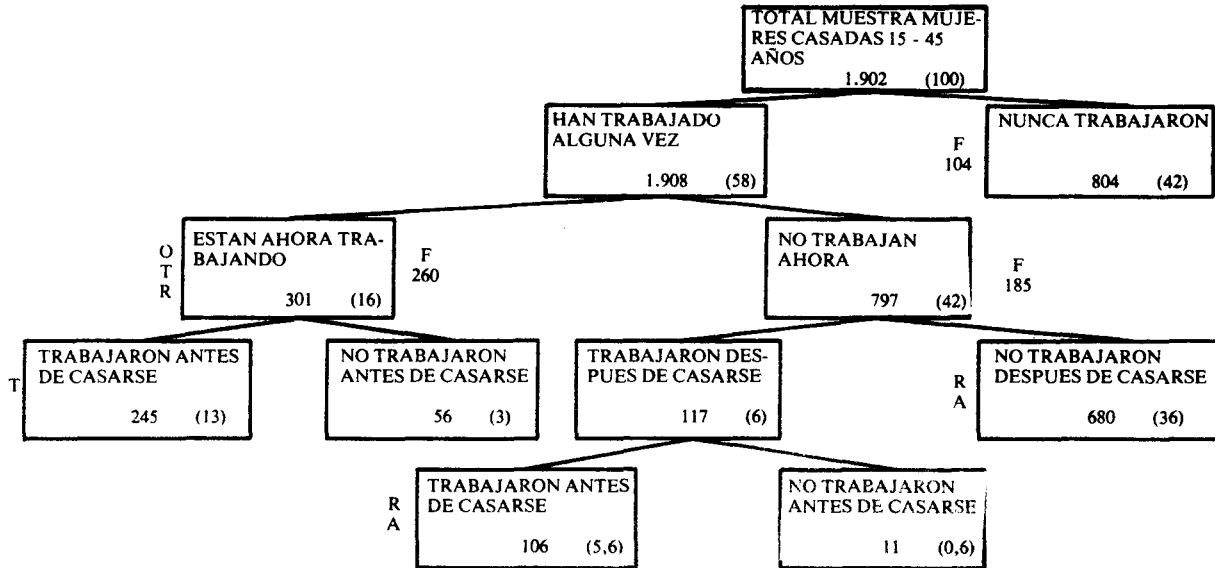 TOTAL MUESTRA MUJE-
RES CASADAS 15 - 45
AÑOS
1.902 (100)
HAN TRABAJADO
ALGUNA VEZ
1.908 (58)
F
104
NUNCA TRABAJARON
804 (42)
O
T
R
ESTAN AHORA TRA-
BAJANDO
301 (16)
F
260
NO TRABAJAN
AHORA
797 (42)
F
185
T
TRABAJARON ANTES
DE CASARSE
245 (13)
NO TRABAJARON
ANTES DE CASARSE
56 (3)
TRABAJARON DES-
PUES DE CASARSE
117 (6)
R
A
NO TRABAJARON
DESPUES DE CASARSE
680 (36)
R
A
TRABAJARON ANTES
DE CASARSE
106 (5,6)
NO TRABAJARON
ANTES DE CASARSE
11 (0,6)